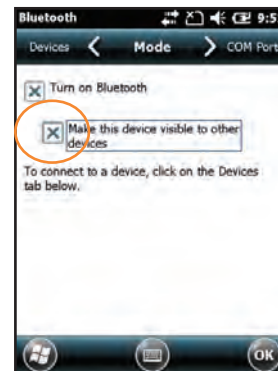 Bluetooth 9:5
Devices Mode COM Port
Turn on Bluetooth
Make this device visible to other
devices
To connect to a device, click on the Devices
tab below.
OK